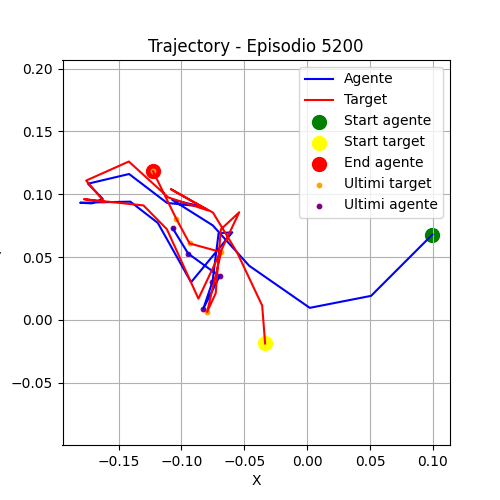 Trajectory - Episodio 5200
Agente
Target
Start agente
Start target
End agente
Ultimi target
Ultimi agente
0.20
0.15
0.10
0.05
0.00
−0.05
−0.15
−0.10
−0.05
0.00
0.05
0.10
X